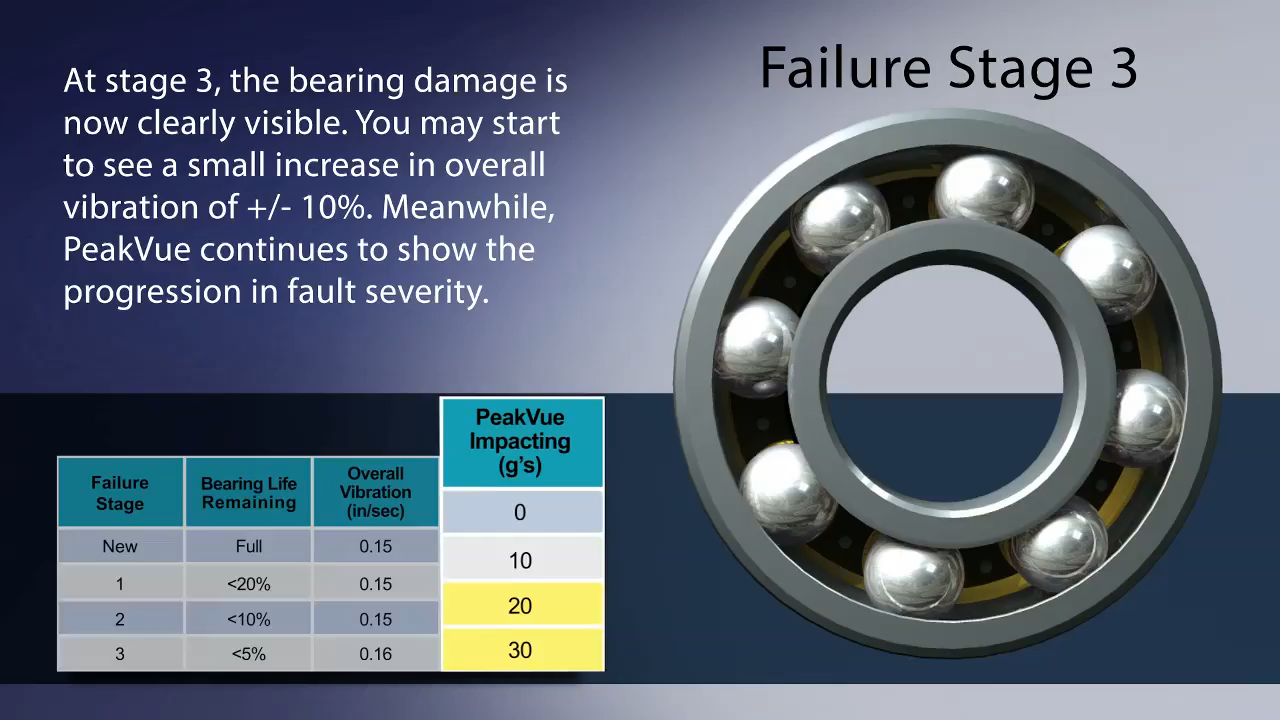 Failure Stage 3
At stage 3, the bearing damage is
now clearly visible. You may start
to see a small increase in overall
vibration of +/- 10%. Meanwhile,
PeakVue continues to show the
progression in fault severity.
Failure Stage Bearing Life Remaining Overall Vibration (in/sec) PeakVue Impacting (g’s)
New Full 0.15 0
1 <20% 0.15 10
2 <10% 0.15 20
3 <5% 0.16 30